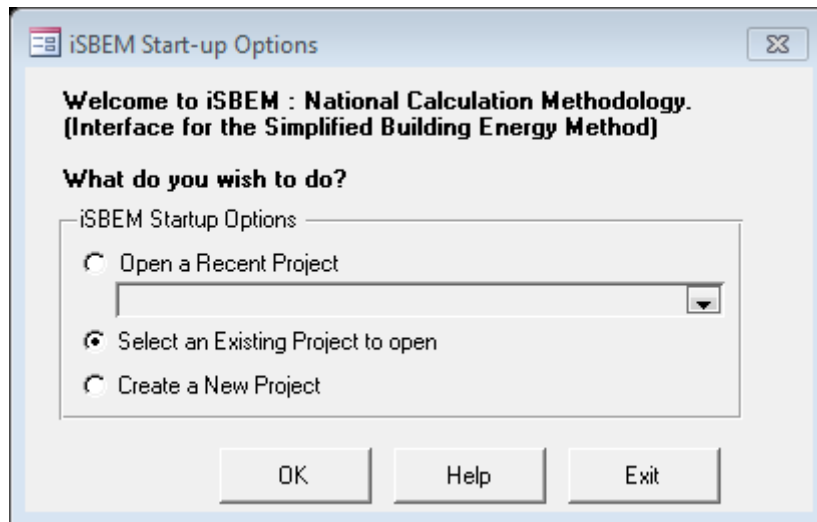 iSBEM Start-up Options
Welcome to iSBEM : National Calculation Methodology.
(Interface for the Simplified Building Energy Method)
What do you wish to do?
iSBEM Startup Options
Open a Recent Project
Select an Existing Project to open
Create a New Project
OK Help Exit